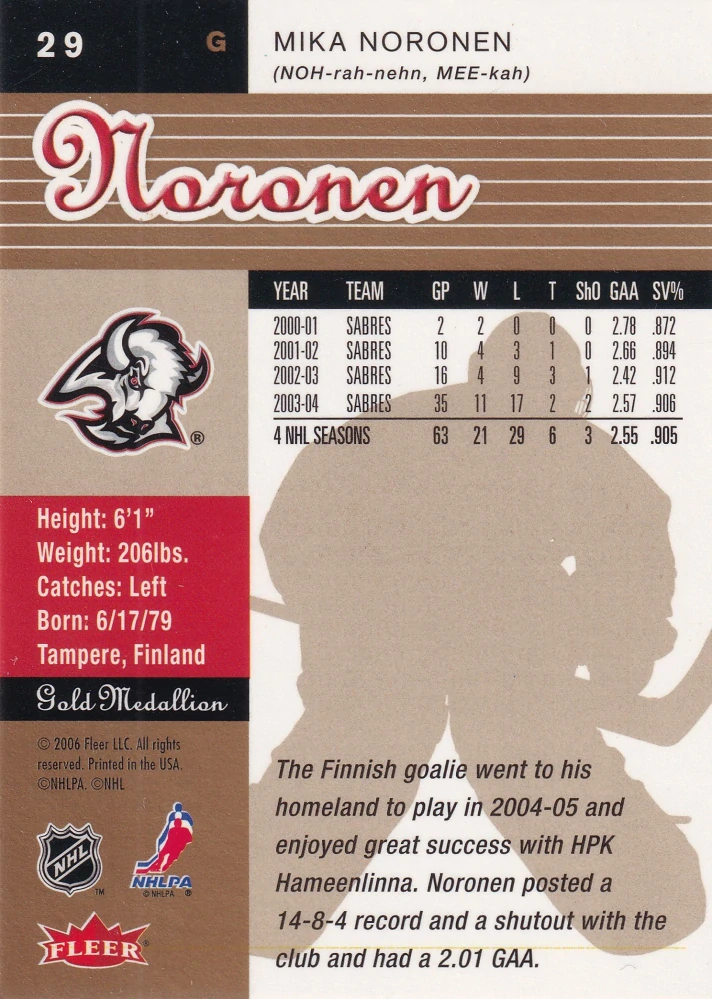 29 G MIKA NORONEN
(NOH-rah-nehn, MEE-kah)
Noronen
YEAR TEAM GP W L T ShO GAA SV%
2000-01 SABRES 2 2 0 0 0 2.78 .872
2001-02 SABRES 10 4 3 1 0 2.66 .894
2002-03 SABRES 16 4 9 3 1 2.42 .912
2003-04 SABRES 35 11 17 2 2 2.57 .906
4 NHL SEASONS 63 21 29 6 3 2.55 .905
®
Height: 6'1"
Weight: 206lbs.
Catches: Left
Born: 6/17/79
Tampere, Finland
Gold Medallion
© 2006 Fleer LLC. All rights
reserved. Printed in the USA.
©NHLPA. ©NHL
NHL TM
NHLPA
©NHLPA. ®
FLEER®
The Finnish goalie went to his
homeland to play in 2004-05 and
enjoyed great success with HPK
Hameenlinna. Noronen posted a
14-8-4 record and a shutout with the
club and had a 2.01 GAA.